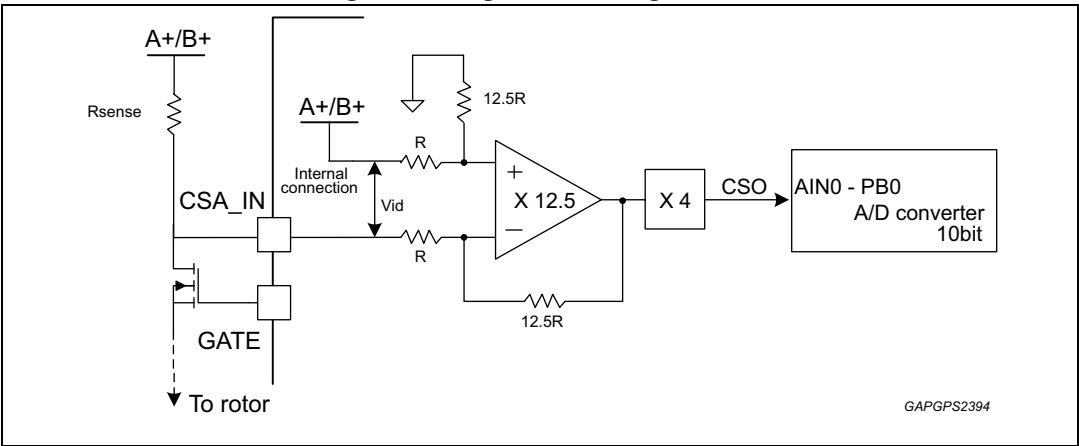 A+/B+
Rsense
A+/B+
12.5R
R
Internal
connection
CSA_IN
Vid
+
X 12.5
−
X 4
CSO
AIN0 - PB0
A/D converter
10bit
R
12.5R
GATE
To rotor
GAPGPS2394